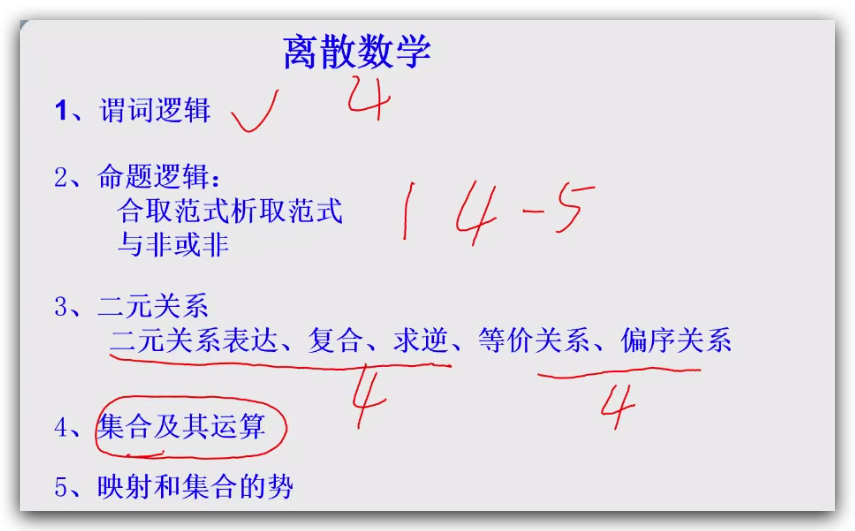 离散数学
1、谓词逻辑 4
2、命题逻辑：
合取范式析取范式 1 4-5
与非或非
3、二元关系
二元关系表达、复合、求逆、等价关系、偏序关系
4 4
4、集合及其运算
5、映射和集合的势